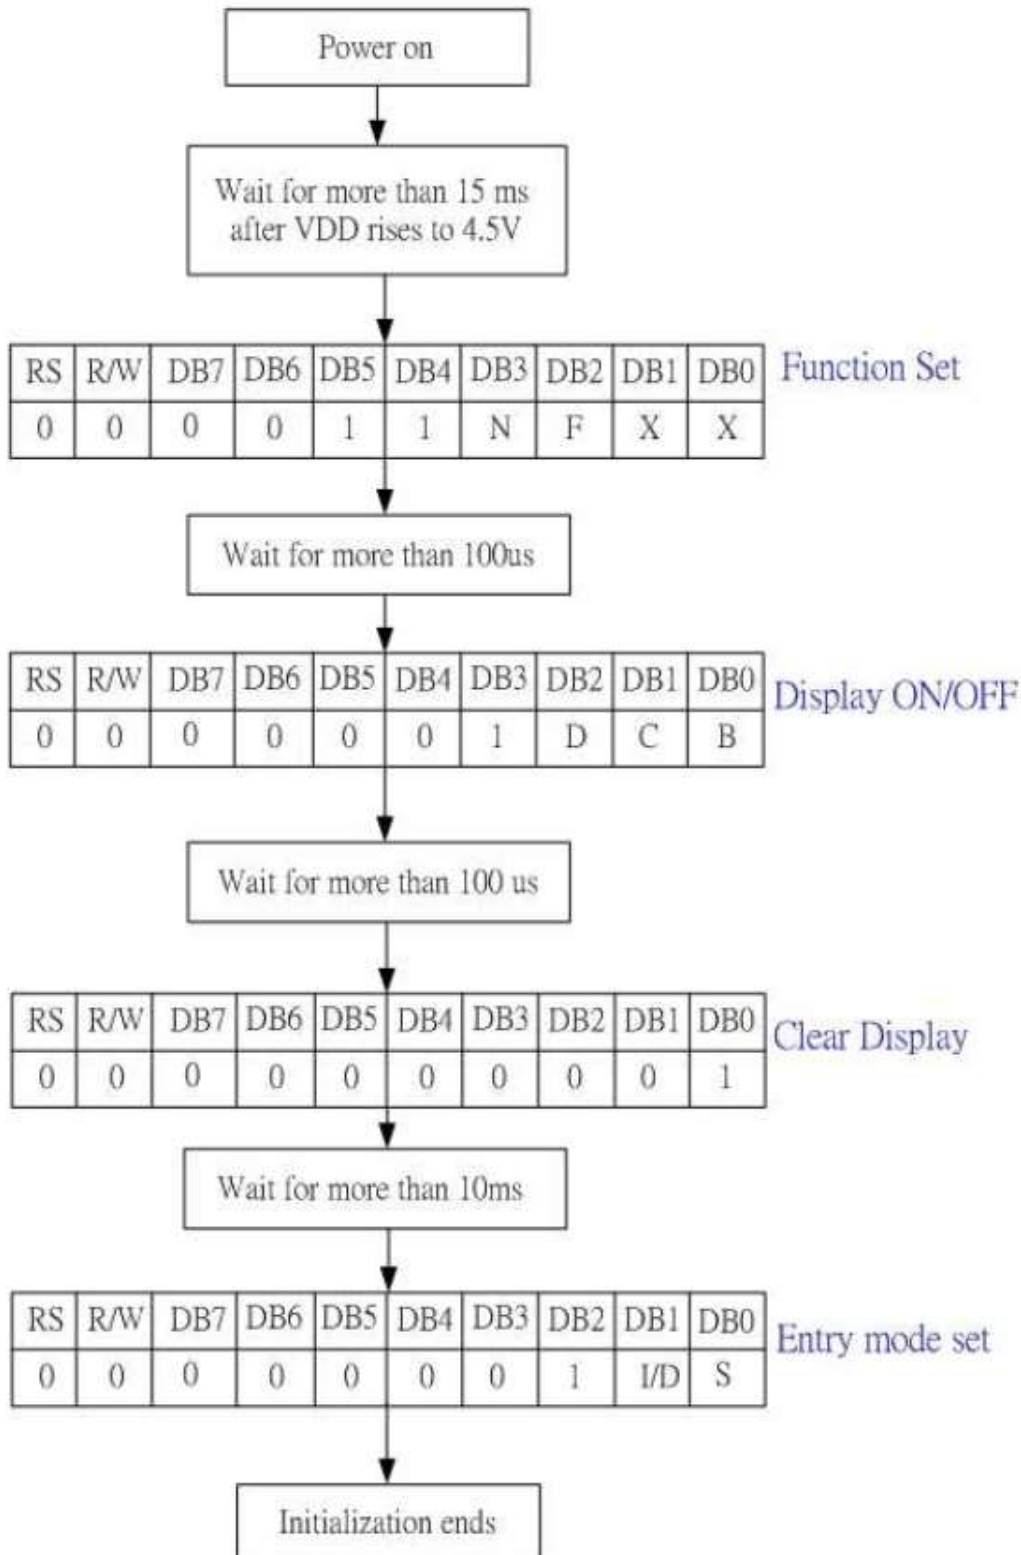 Power on
Wait for more than 15 ms
after VDD rises to 4.5V
RS R/W DB7 DB6 DB5 DB4 DB3 DB2 DB1 DB0 Function Set
0 0 0 0 1 1 N F X X
Wait for more than 100us
RS R/W DB7 DB6 DB5 DB4 DB3 DB2 DB1 DB0 Display ON/OFF
0 0 0 0 0 0 1 D C B
Wait for more than 100 us
RS R/W DB7 DB6 DB5 DB4 DB3 DB2 DB1 DB0 Clear Display
0 0 0 0 0 0 0 0 0 1
Wait for more than 10ms
RS R/W DB7 DB6 DB5 DB4 DB3 DB2 DB1 DB0 Entry mode set
0 0 0 0 0 0 0 1 I/D S
Initialization ends